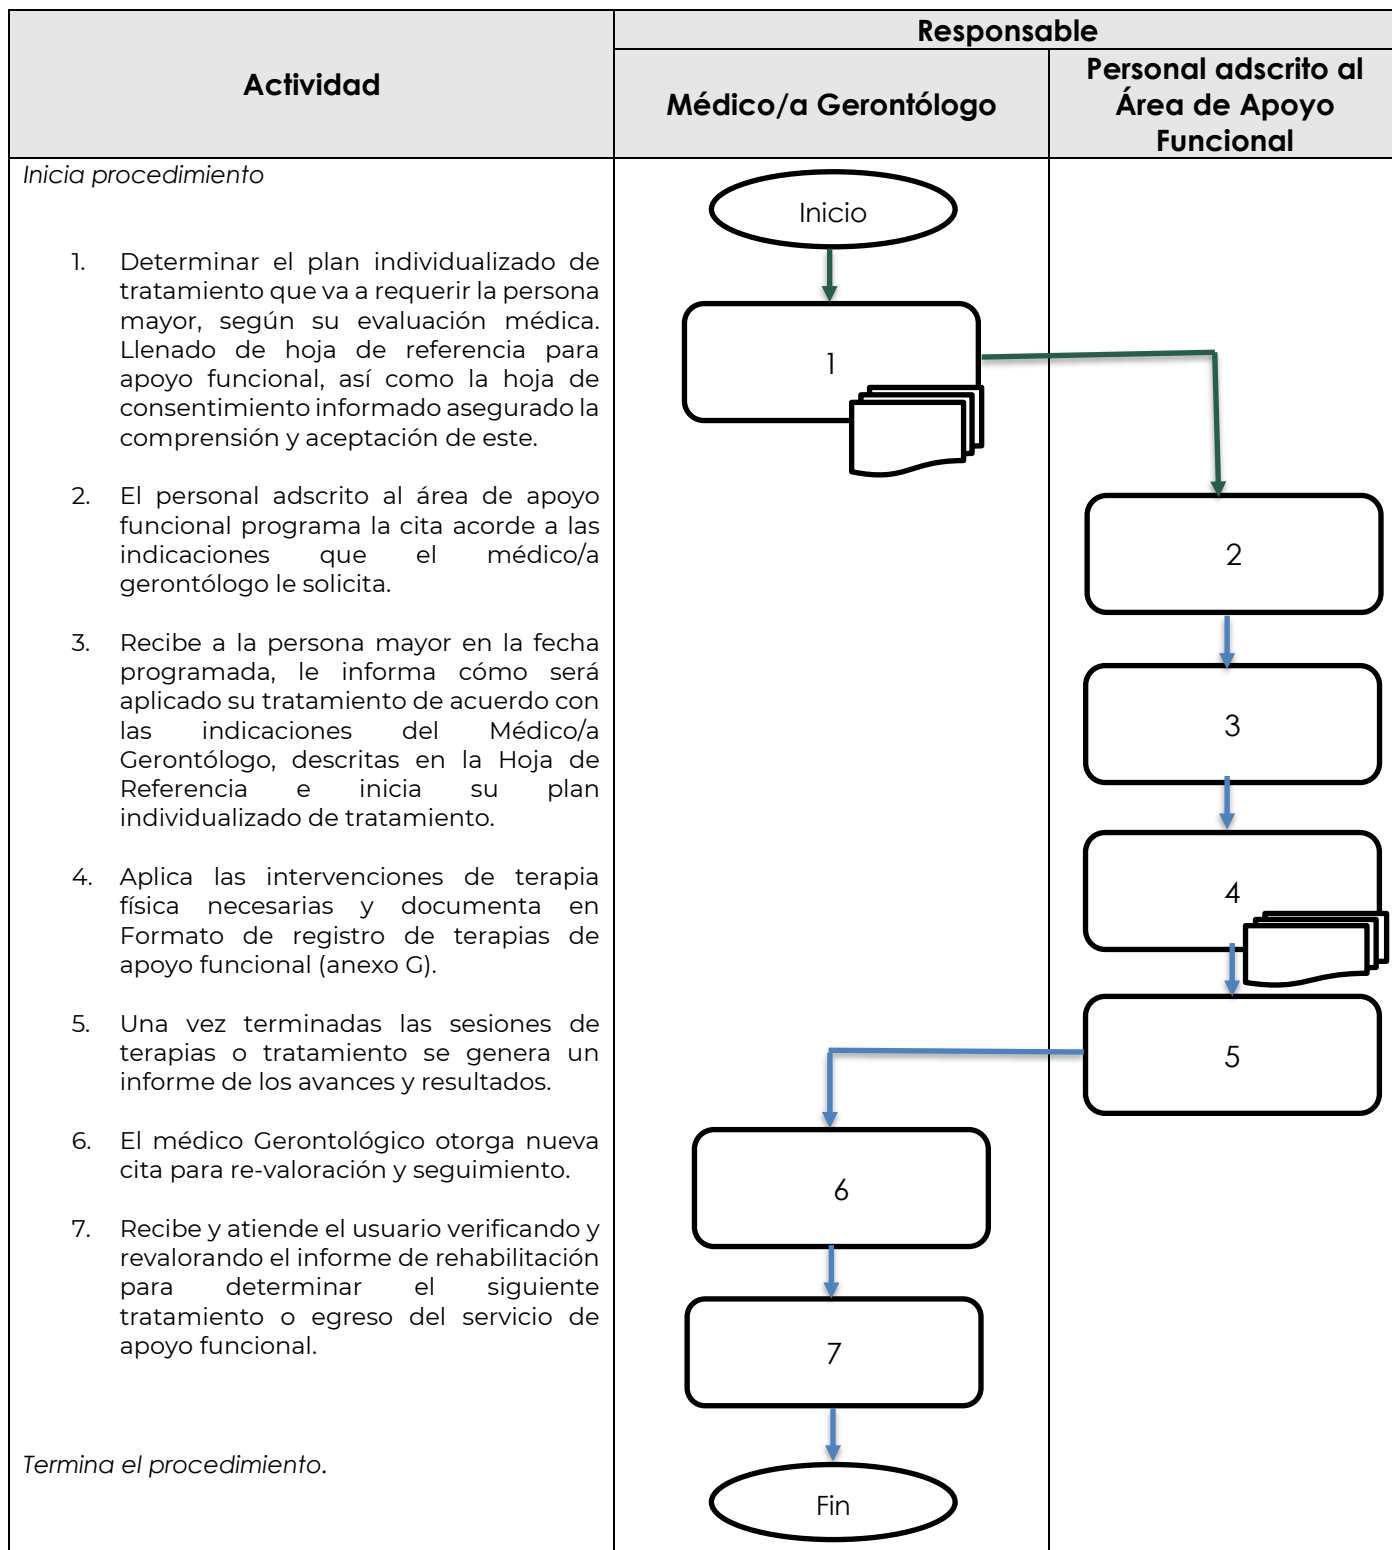 Actividad
Responsable
Médico/a Gerontólogo
Personal adscrito al
Área de Apoyo
Funcional
Inicia procedimiento
1. Determinar el plan individualizado de
tratamiento que va a requerir la persona
mayor, según su evaluación médica.
Llenado de hoja de referencia para
apoyo funcional, así como la hoja de
consentimiento informado asegurado la
comprensión y aceptación de este.
2. El personal adscrito al área de apoyo
funcional programa la cita acorde a las
indicaciones que el médico/a
gerontólogo le solicita.
3. Recibe a la persona mayor en la fecha
programada, le informa cómo será
aplicado su tratamiento de acuerdo con
las indicaciones del Médico/a
Gerontólogo, descritas en la Hoja de
Referencia e inicia su plan
individualizado de tratamiento.
4. Aplica las intervenciones de terapia
física necesarias y documenta en
Formato de registro de terapias de
apoyo funcional (anexo G).
5. Una vez terminadas las sesiones de
terapias o tratamiento se genera un
informe de los avances y resultados.
6. El médico Gerontológico otorga nueva
cita para re-valoración y seguimiento.
7. Recibe y atiende el usuario verificando y
revalorando el informe de rehabilitación
para determinar el siguiente
tratamiento o egreso del servicio de
apoyo funcional.
Termina el procedimiento.
Inicio
1
2
3
4
5
6
7
Fin